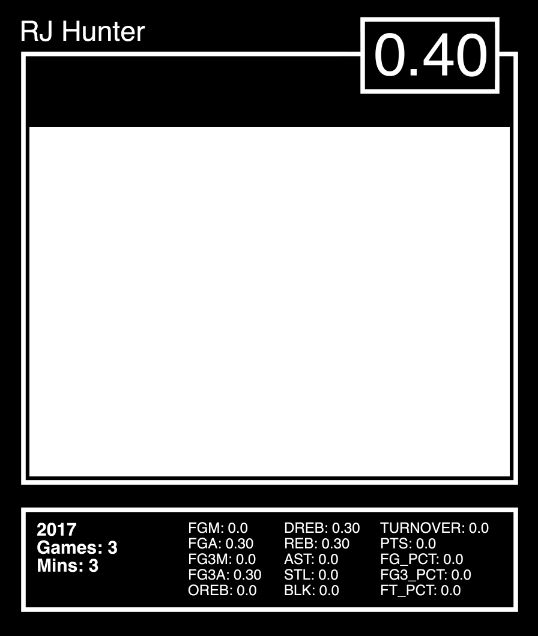 RJ Hunter
0.40
2017
Games: 3
Mins: 3
FGM: 0.0
FGA: 0.30
FG3M: 0.0
FG3A: 0.30
OREB: 0.0
DREB: 0.30
REB: 0.30
AST: 0.0
STL: 0.0
BLK: 0.0
TURNOVER: 0.0
PTS: 0.0
FG_PCT: 0.0
FG3_PCT: 0.0
FT_PCT: 0.0